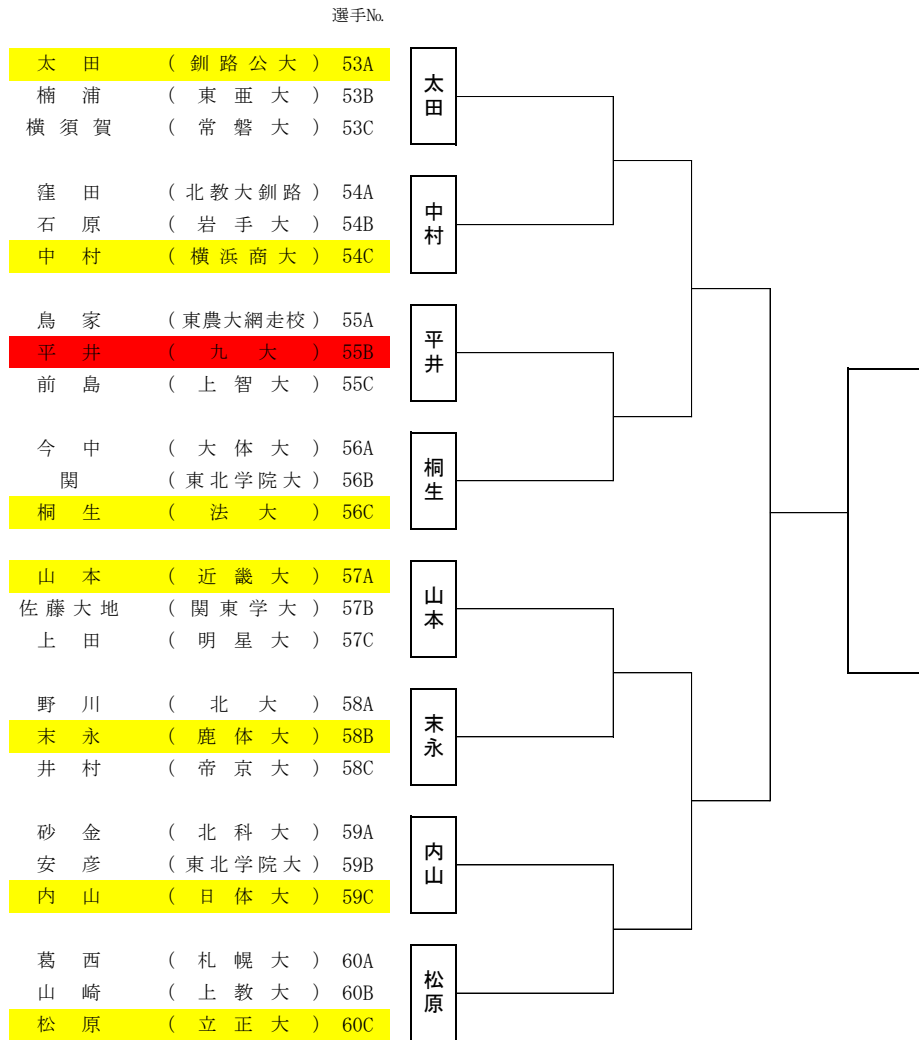 選手№
太田 (釧路公大) 53A
楠浦 (東亜大) 53B
横須賀 (常磐大) 53C
太田
窪田 (北教大釧路) 54A
石原 (岩手大) 54B
中村 (横浜商大) 54C
中村
鳥家 (東農大網走校) 55A
平井 (九大) 55B
前島 (上智大) 55C
平井
今中 (大体大) 56A
関 (東北学院大) 56B
桐生 (法大) 56C
桐生
山本 (近畿大) 57A
佐藤大地 (関東学大) 57B
上田 (明星大) 57C
山本
野川 (北大) 58A
末永 (鹿体大) 58B
井村 (帝京大) 58C
末永
砂金 (北科大) 59A
安彦 (東北学院大) 59B
内山 (日体大) 59C
内山
葛西 (札幌大) 60A
山崎 (上教大) 60B
松原 (立正大) 60C
松原